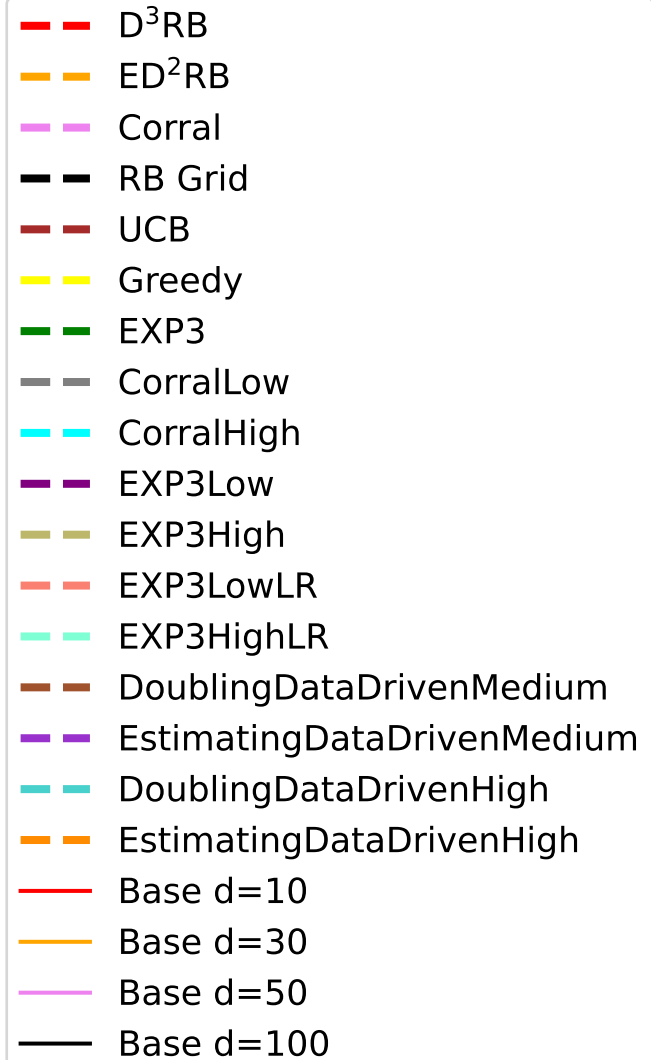 D³RB
ED²RB
Corral
RB Grid
UCB
Greedy
EXP3
CorralLow
CorralHigh
EXP3Low
EXP3High
EXP3LowLR
EXP3HighLR
DoublingDataDrivenMedium
EstimatingDataDrivenMedium
DoublingDataDrivenHigh
EstimatingDataDrivenHigh
Base d=10
Base d=30
Base d=50
Base d=100